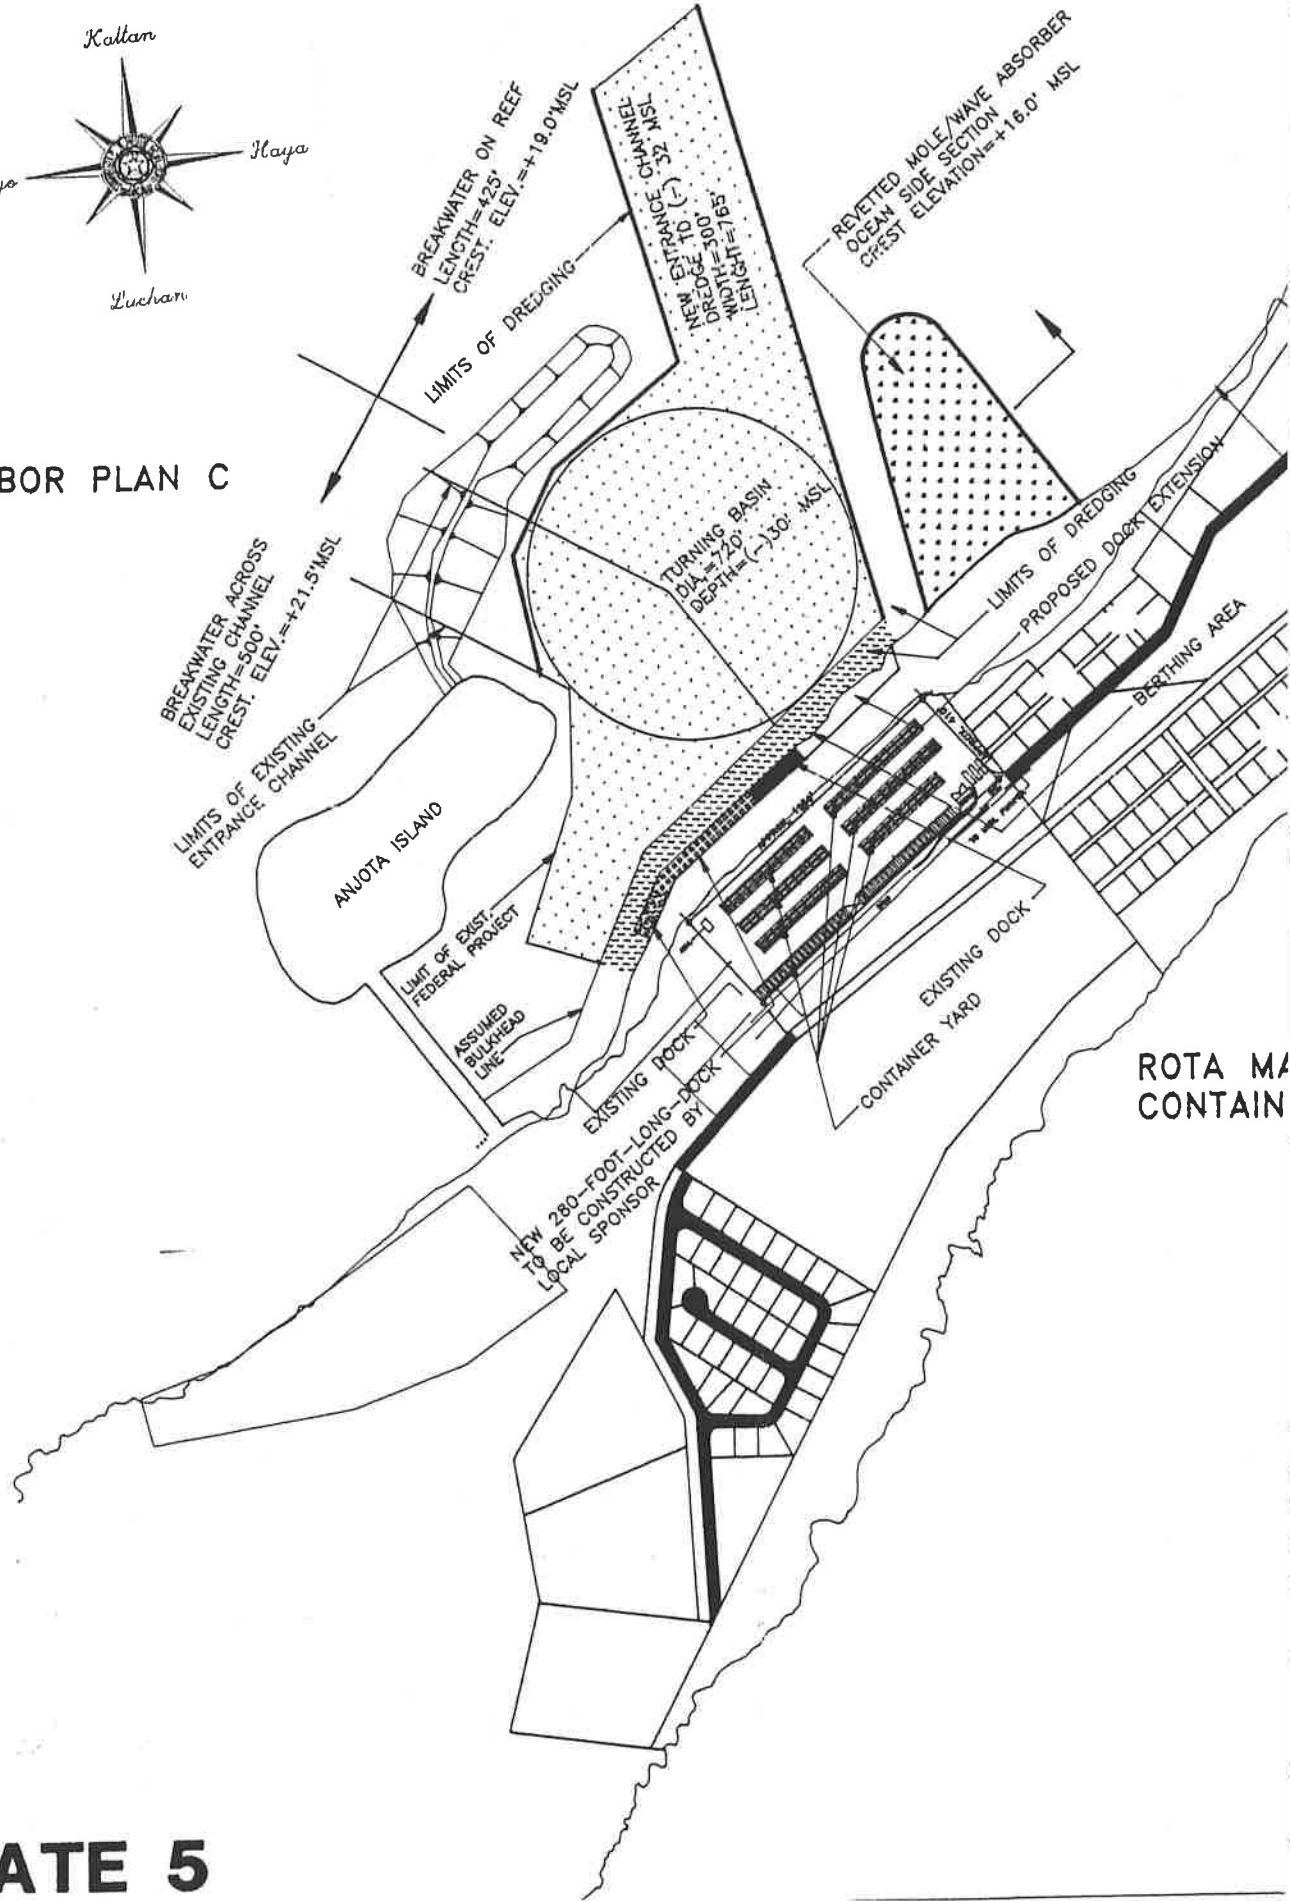 Kattan
Haya
Luchan
BREAKWATER ON REEF
LENGTH=425'
CREST. ELEV.=+19.0'MSL
LIMITS OF DREDGING
NEW ENTRANCE CHANNEL
DREDGE TO (-) 32 MSL
WIDTH=300'
LENGHT=765'
REVETTED MOLE/WAVE ABSORBER
OCEAN SIDE SECTION
CREST ELEVATION=+16.0' MSL
BOR PLAN C
TURNING BASIN
DIA.=720'
DEPTH=(-)30' MSL
LIMITS OF DREDGING
PROPOSED DOCK EXTENSION
BERTHING AREA
BREAKWATER ACROSS
EXISTING CHANNEL
LENGTH=500'
CREST. ELEV.=+21.5'MSL
LIMITS OF EXISTING
ENTRANCE CHANNEL
ANJOTA ISLAND
LIMIT OF EXIST.
FEDERAL PROJECT
ASSUMED
BULKHEAD
LINE
EXISTING DOCK
CONTAINER YARD
EXISTING DOCK
NEW 280-FOOT-LONG-DOCK
TO BE CONSTRUCTED BY
LOCAL SPONSOR
ROTA MA
CONTAIN
ATE 5